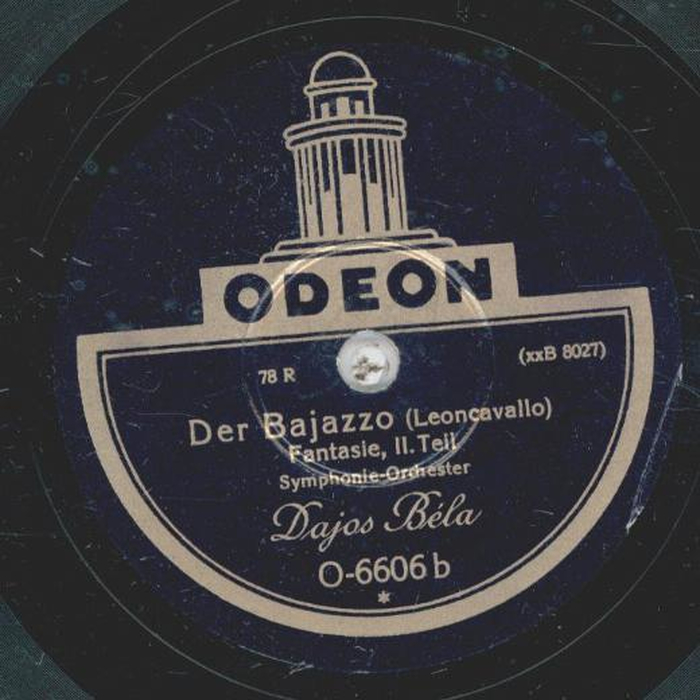 ODEON
78 R
(xxB 8027)
Der Bajazzo (Leoncavallo)
Fantasie, II. Teil
Symphonie-Orchester
Dajos Béla
O-6606 b
*